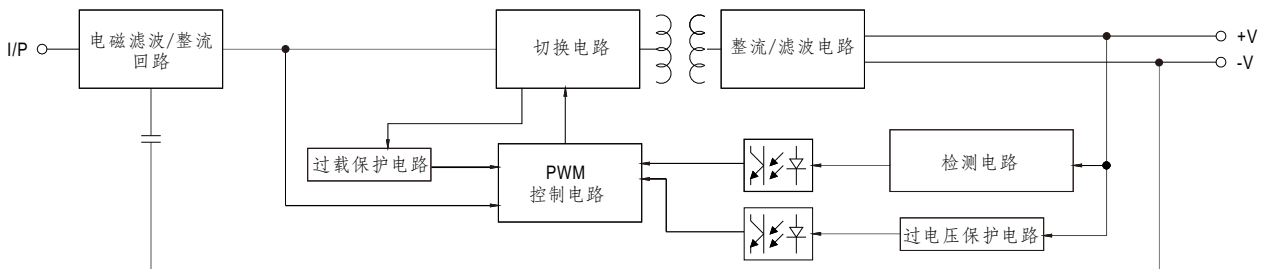 I/P
电磁滤波/整流
回路
切换电路
整流/滤波电路
+V
-V
过载保护电路
PWM
控制电路
检测电路
过电压保护电路